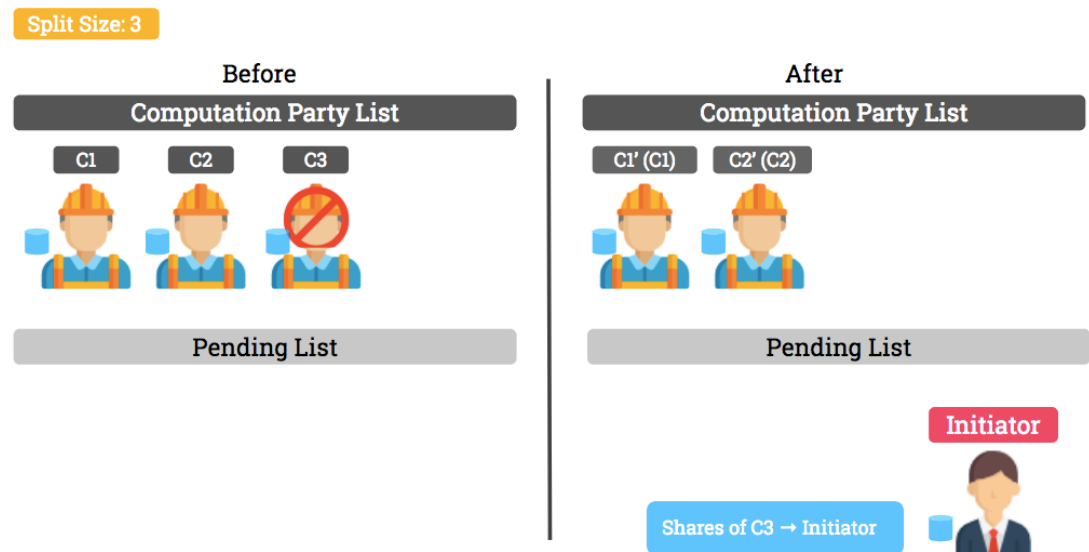 Split Size: 3
Before
Computation Party List
C1 C2 C3
Pending List
After
Computation Party List
C1’ (C1) C2’ (C2)
Pending List
Initiator
Shares of C3 → Initiator